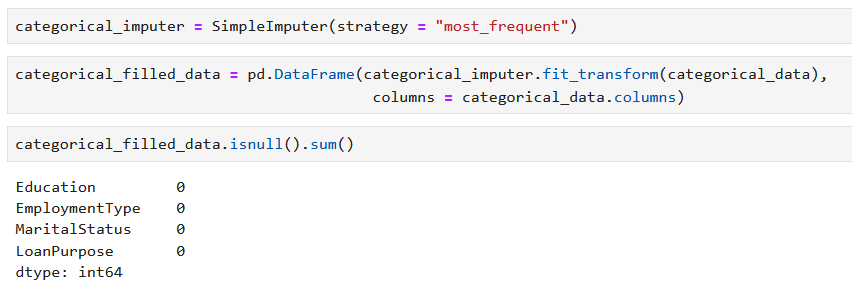 categorical_imputer = SimpleImputer(strategy = "most_frequent")
categorical_filled_data = pd.DataFrame(categorical_imputer.fit_transform(categorical_data),
                                       columns = categorical_data.columns)
categorical_filled_data.isnull().sum()
Education         0
EmploymentType    0
MaritalStatus     0
LoanPurpose       0
dtype: int64